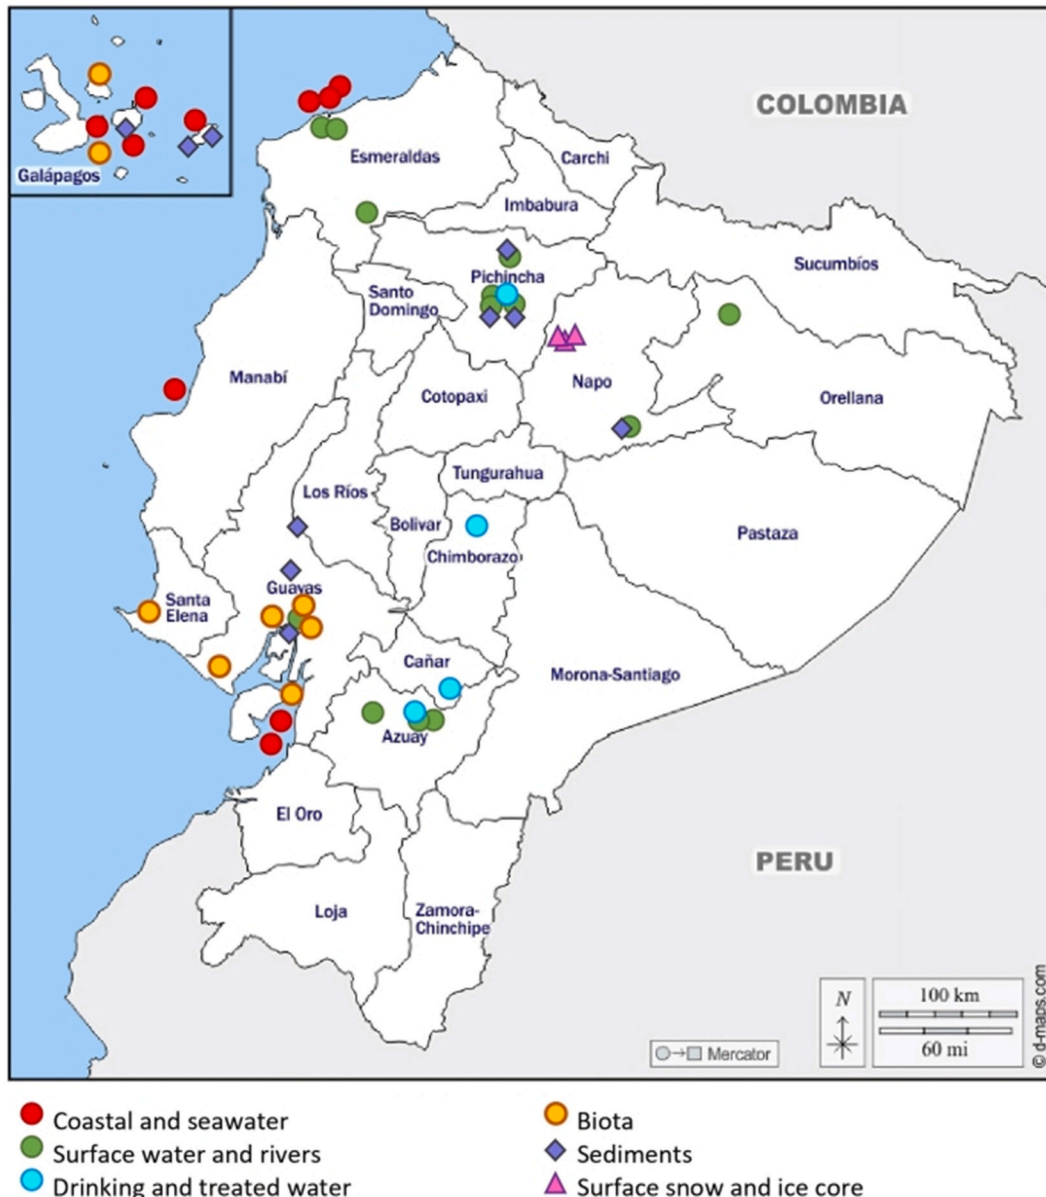 COLOMBIA
Galápagos
Esmeraldas
Carchi
Imbabura
Sucumbíos
Pichincha
Santo
Domingo
Manabí
Napo
Cotopaxi
Orellana
Tungurahua
Los Ríos
Bolivar
Chimborazo
Pastaza
Guayas
Santa
Elena
Cañar
Morona-Santiago
Azuay
El Oro
PERU
Loja
Zamora-
Chinchipe
N
100 km
60 mi
Mercator
© d-maps.com
Coastal and seawater
Biota
Surface water and rivers
Sediments
Drinking and treated water
Surface snow and ice core